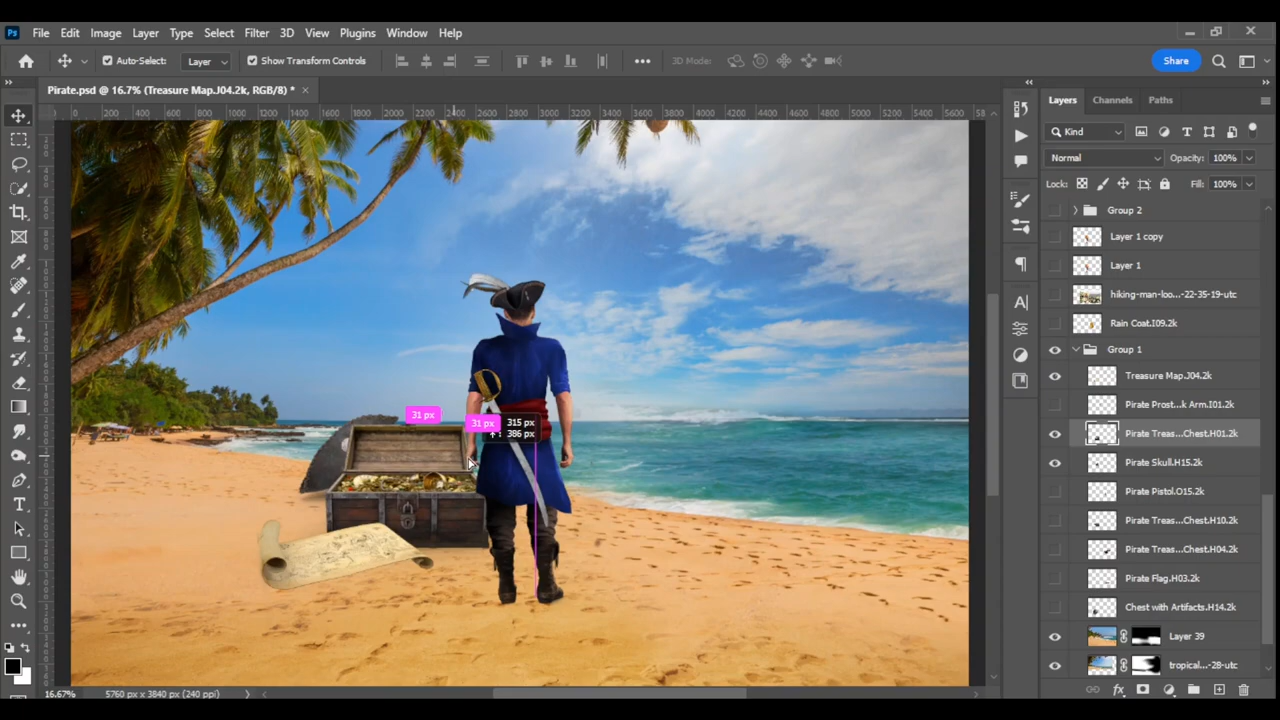 Ps File Edit Image Layer Type Select Filter 3D View Plugins Window Help
Auto-Select: Layer Show Transform Controls 3D Mode: Share
Pirate.psd @ 16.7% (Treasure Map.J04.2k, RGB/8) *
Layers Channels Paths
Kind
Normal Opacity: 100%
Lock: Fill: 100%
Group 2
Layer 1 copy
Layer 1
hiking-man-loo...-22-35-19-utc
Rain Coat.I09.2k
Group 1
Treasure Map.J04.2k
Pirate Prost...k Arm.I01.2k
Pirate Treas...Chest.H01.2k
Pirate Skull.H15.2k
Pirate Pistol.O15.2k
Pirate Treas...Chest.H10.2k
Pirate Treas...Chest.H04.2k
Pirate Flag.H03.2k
Chest with Artifacts.H14.2k
Layer 39
tropical...-28-utc
31 px
31 px
315 px
386 px
16.67% 5760 px x 3840 px (240 ppi)